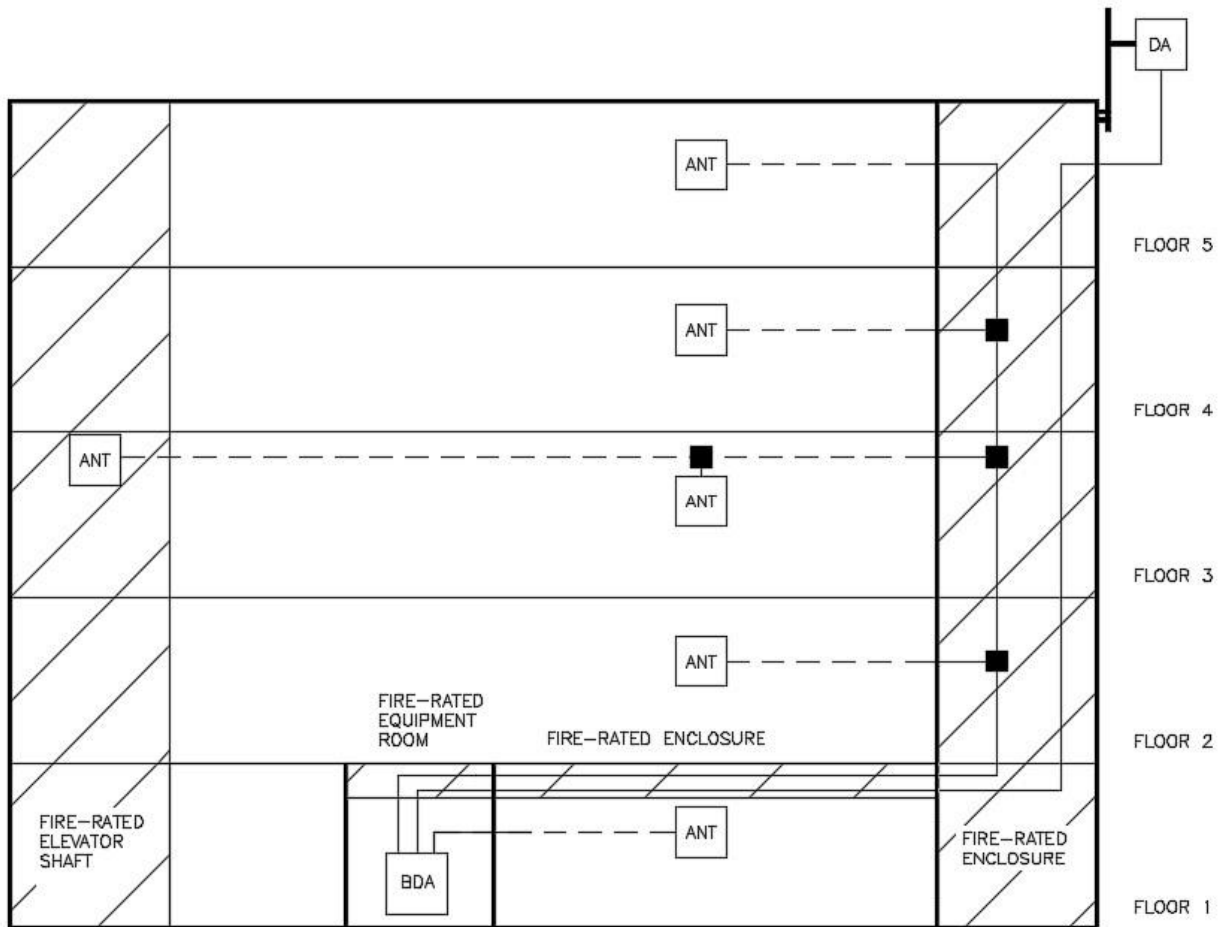 DA
ANT
FLOOR 5
ANT
FLOOR 4
ANT
ANT
FLOOR 3
ANT
FIRE-RATED
EQUIPMENT
ROOM
FIRE-RATED ENCLOSURE
FLOOR 2
FIRE-RATED
ELEVATOR
SHAFT
BDA
ANT
FIRE-RATED
ENCLOSURE
FLOOR 1